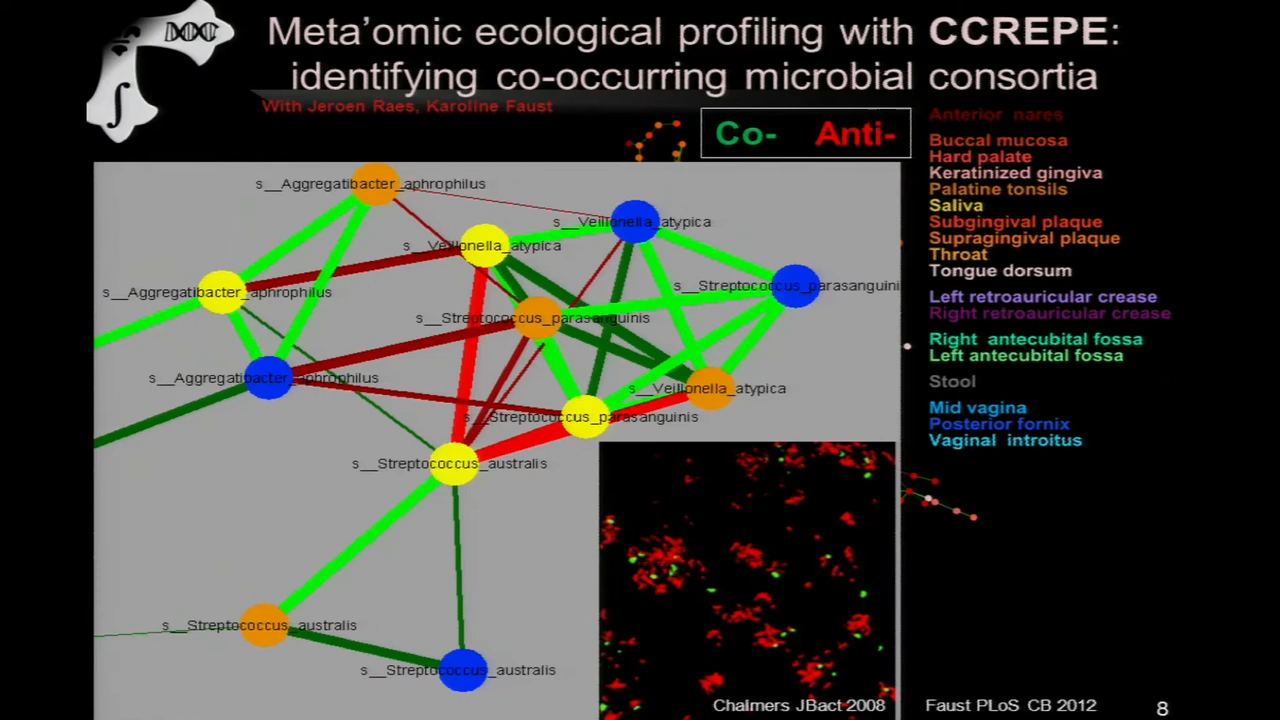 Meta'omic ecological profiling with CCREPE:
identifying co-occurring microbial consortia
With Jeroen Raes, Karoline Faust
Co- Anti-
Anterior nares
Buccal mucosa
Hard palate
Keratinized gingiva
Palatine tonsils
Saliva
Subgingival plaque
Supragingival plaque
Throat
Tongue dorsum
Left retroauricular crease
Right retroauricular crease
Right antecubital fossa
Left antecubital fossa
Stool
Mid vagina
Posterior fornix
Vaginal introitus
s__Aggregatibacter_aphrophilus
s__Veillonella_atypica
s__Veillonella_atypica
s__Streptococcus_parasanguini
s__Aggregatibacter_aphrophilus
s__Streptococcus_parasanguinis
s__Aggregatibacter_aphrophilus
s__Veillonella_atypica
s__Streptococcus_parasanguinis
s__Streptococcus_australis
s__Streptococcus_australis
s__Streptococcus_australis
Chalmers JBact 2008
Faust PLoS CB 2012
8